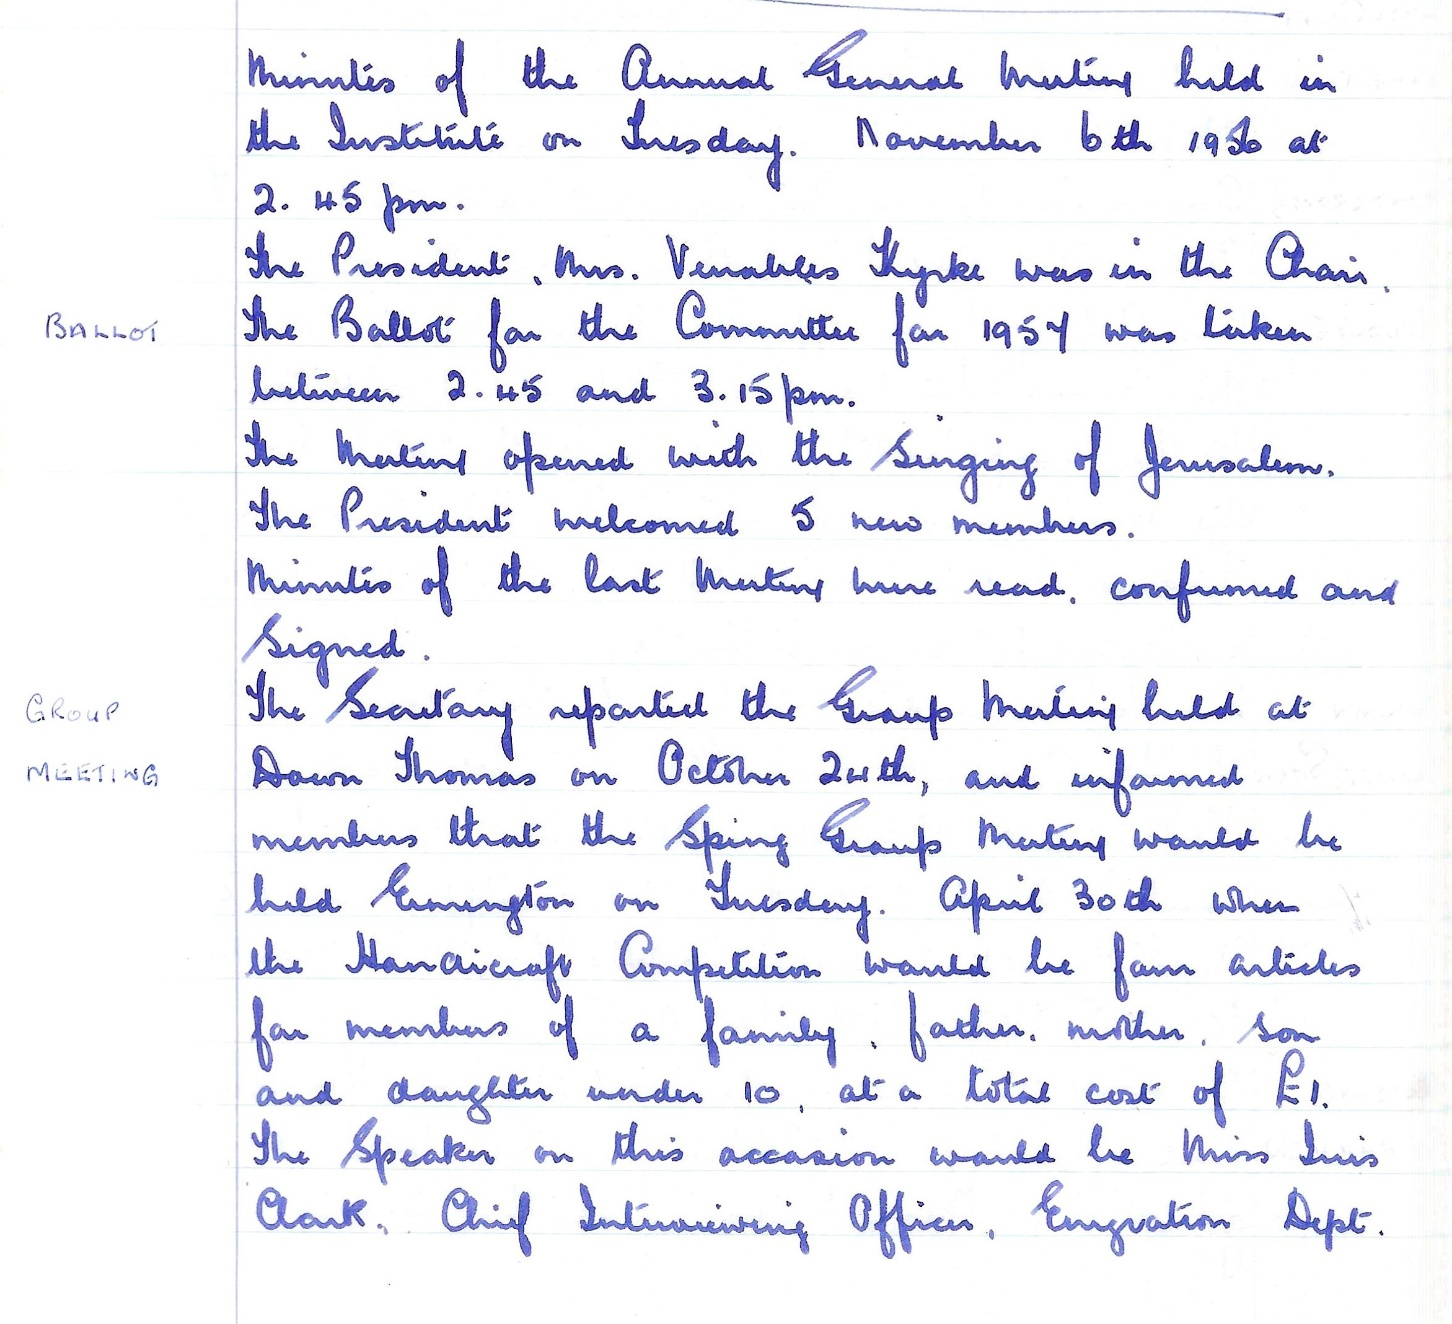 Minutes of the Annual General Meeting held in
the Institute on Tuesday. November 6th 1956 at
2.45 pm.
The President, Mrs. Venables Kyrke was in the Chair.
BALLOT The Ballot for the Committee for 1957 was taken
between 2.45 and 3.15 pm.
The Meeting opened with the Singing of Jerusalem.
The President welcomed 5 new members.
Minutes of the last Meeting were read, confirmed and
Signed.
GROUP The Secretary reported the Group Meeting held at
MEETING Down Thomas on October 24th, and informed
members that the Sping Group Meeting would be
held Ermington on Tuesday. April 30th when
the Handicraft Competition would be four articles
for members of a family, father, mother, son
and daughter under 10, at a total cost of £1.
The Speaker on this occasion would be Miss
Clark, Chief Interviewing Officer, Emigration Dept.